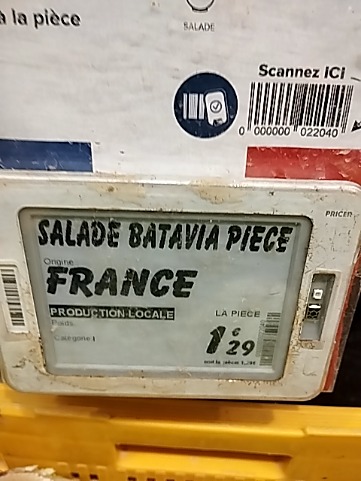 à la pièce
SALADE
Scannez iCi
0 000000 022040
PRICER
SALADE BATAVIA PIECE
Origine
FRANCE
PRODUCTION LOCALE
LA PIECE
Poids
Catégorie I
1€29